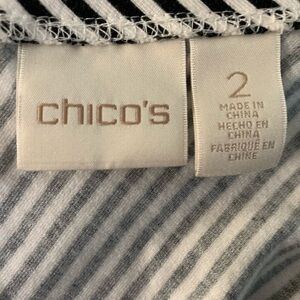 chico's
2
MADE IN
CHINA
HECHO EN
CHINA
FABRIQUÉ EN
CHINE